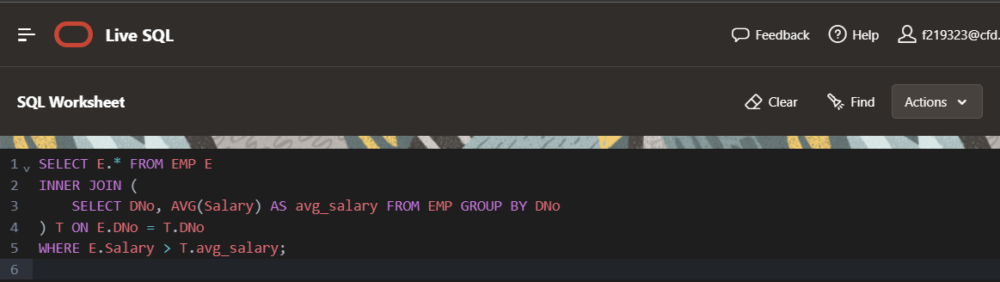 Live SQL Feedback Help f219323@cfd.
SQL Worksheet Clear Find Actions
1 SELECT E.* FROM EMP E
2 INNER JOIN (
3 SELECT DNo, AVG(Salary) AS avg_salary FROM EMP GROUP BY DNo
4 ) T ON E.DNo = T.DNo
5 WHERE E.Salary > T.avg_salary;
6